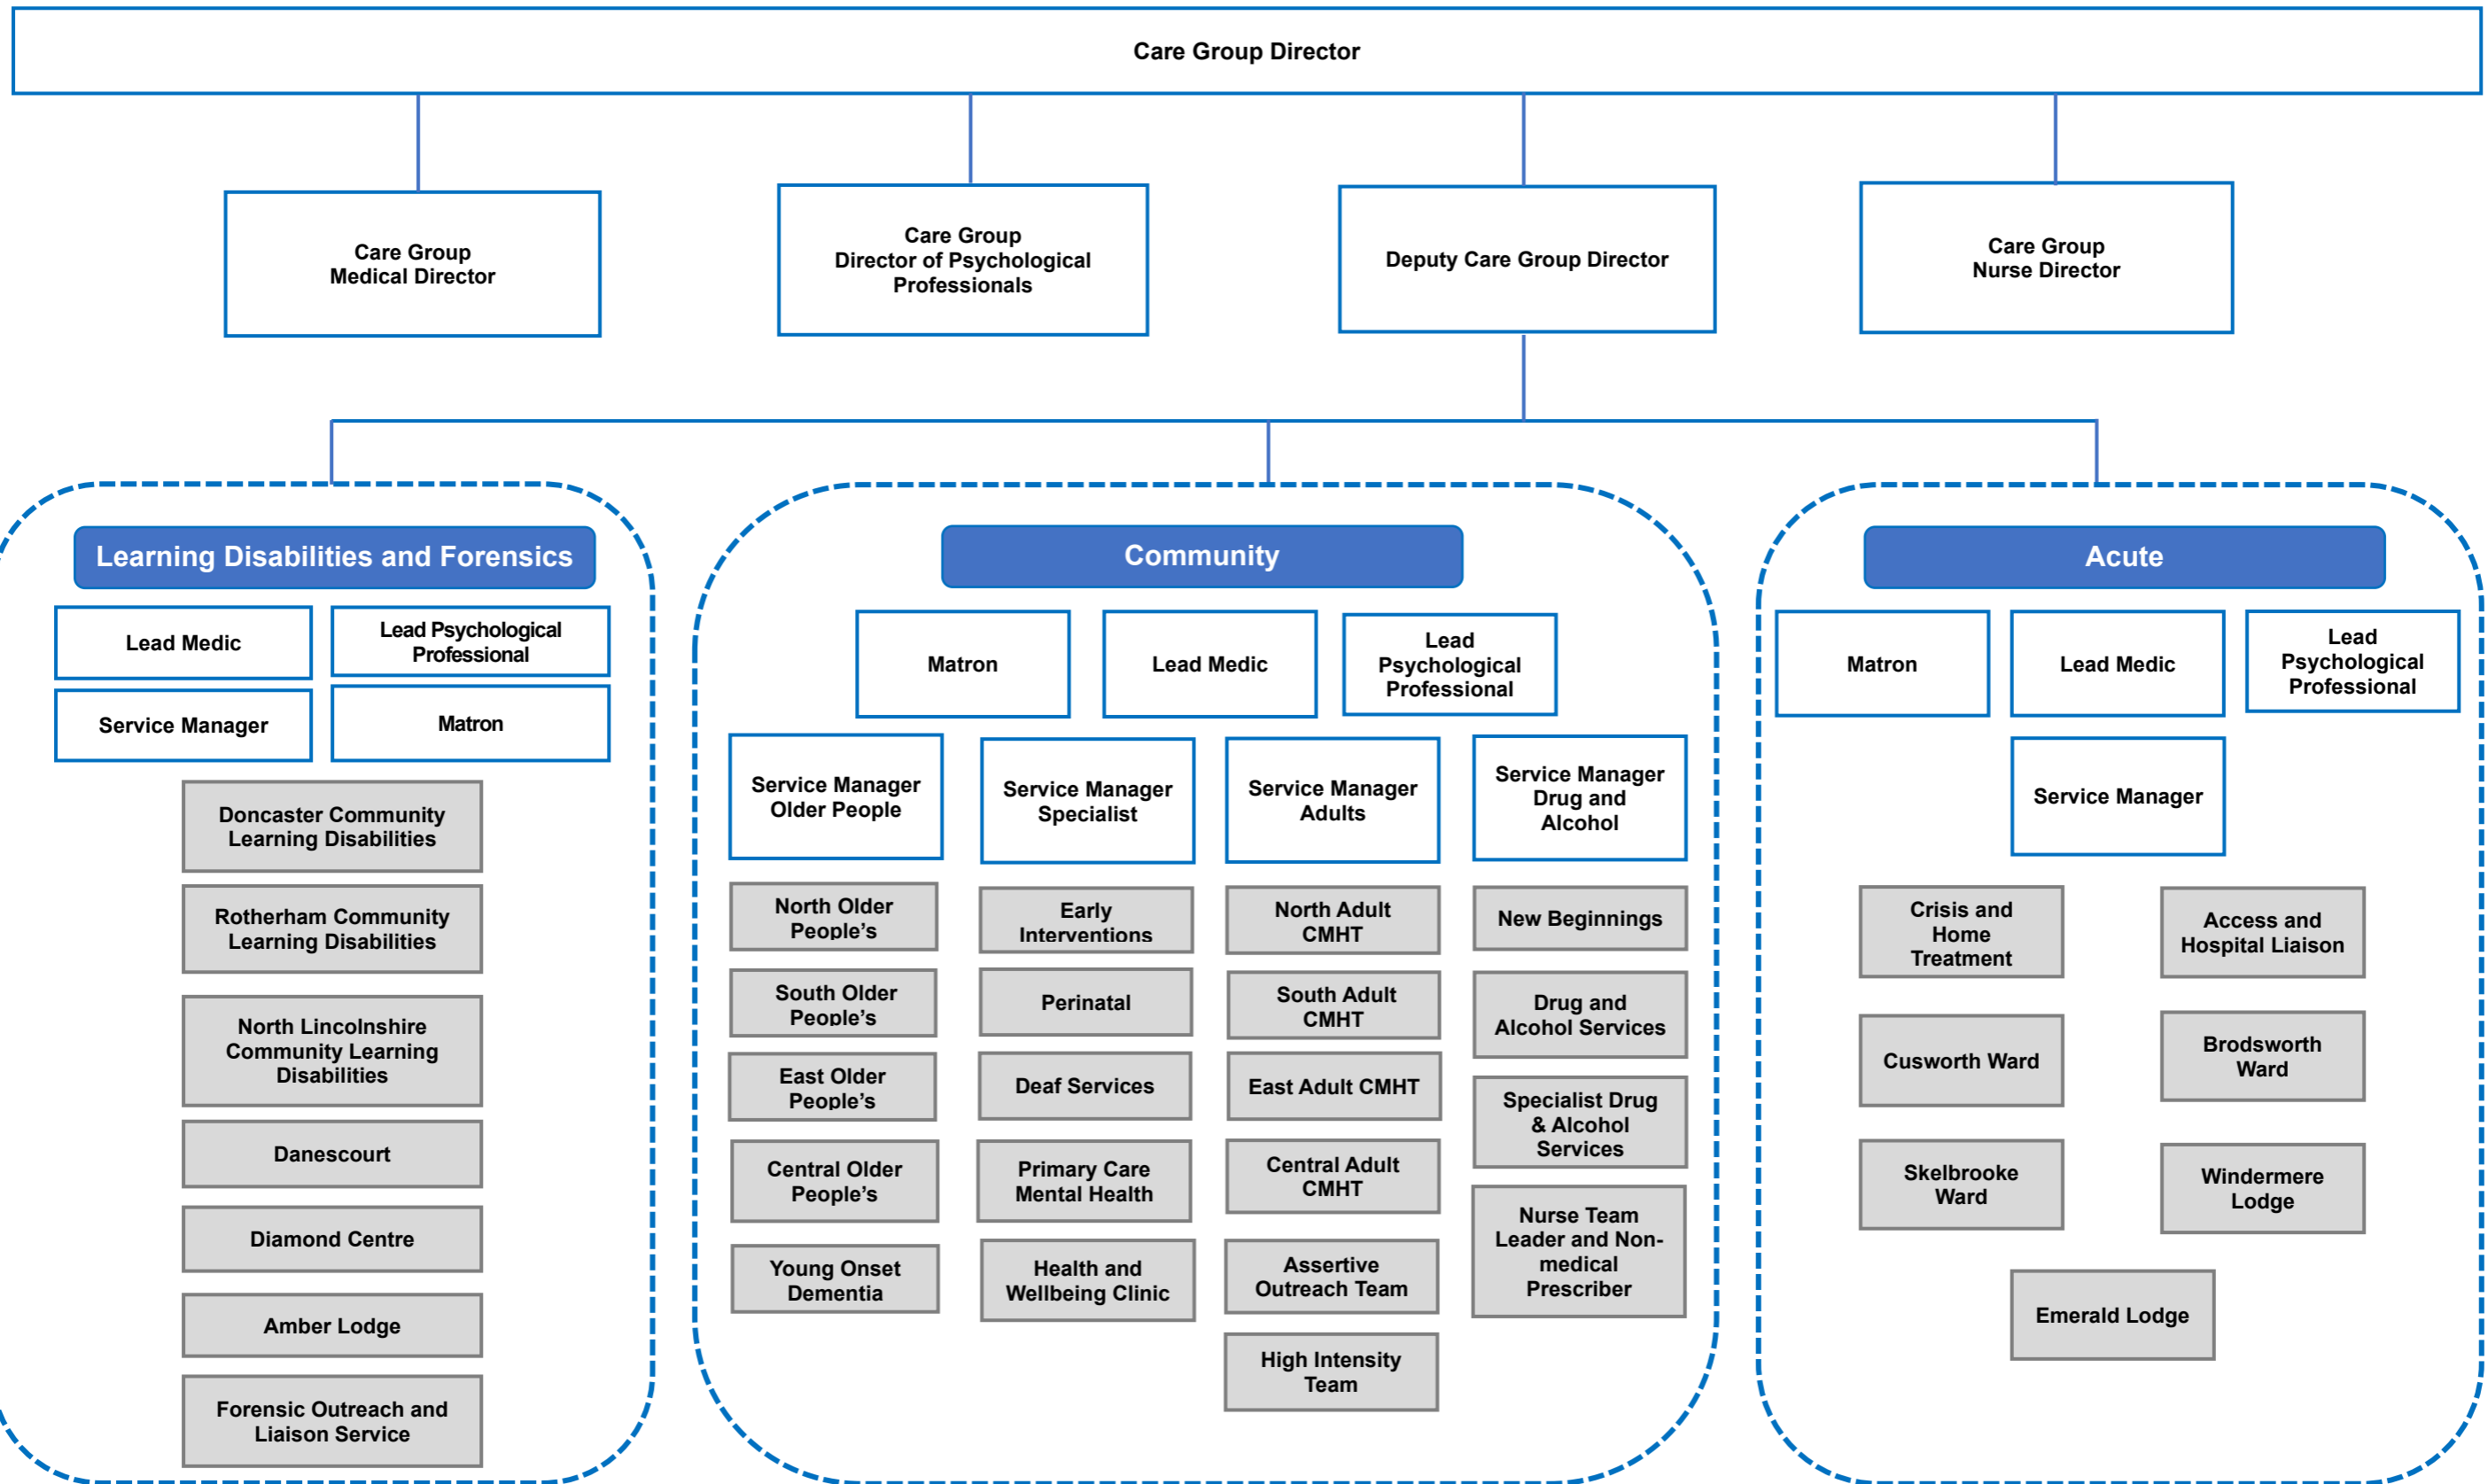 Care Group Director
Care Group
Medical Director
Care Group
Director of Psychological
Professionals
Deputy Care Group Director
Care Group
Nurse Director
Learning Disabilities and Forensics
Lead Medic
Lead Psychological
Professional
Service Manager
Matron
Doncaster Community
Learning Disabilities
Rotherham Community
Learning Disabilities
North Lincolnshire
Community Learning
Disabilities
Danescourt
Diamond Centre
Amber Lodge
Forensic Outreach and
Liaison Service
Community
Matron
Lead Medic
Lead
Psychological
Professional
Service Manager
Older People
Service Manager
Specialist
Service Manager
Adults
Service Manager
Drug and
Alcohol
North Older
People's
South Older
People's
East Older
People's
Central Older
People's
Young Onset
Dementia
Early
Interventions
Perinatal
Deaf Services
Primary Care
Mental Health
Health and
Wellbeing Clinic
North Adult
CMHT
South Adult
CMHT
East Adult CMHT
Central Adult
CMHT
Assertive
Outreach Team
High Intensity
Team
New Beginnings
Drug and
Alcohol Services
Specialist Drug
& Alcohol
Services
Nurse Team
Leader and Non-
medical
Prescriber
Acute
Matron
Lead Medic
Lead
Psychological
Professional
Service Manager
Crisis and
Home
Treatment
Access and
Hospital Liaison
Cusworth Ward
Brodsworth
Ward
Skelbrooke
Ward
Windermere
Lodge
Emerald Lodge